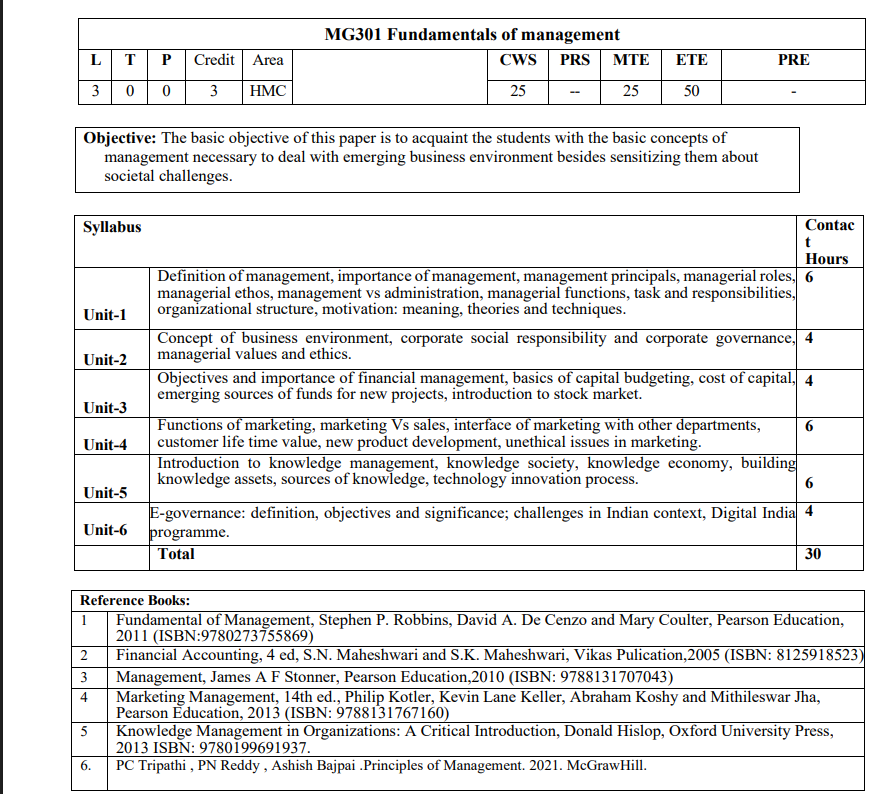 MG301 Fundamentals of management
L T P Credit Area CWS PRS MTE ETE PRE
3 0 0 3 HMC 25 -- 25 50 -
Objective: The basic objective of this paper is to acquaint the students with the basic concepts of
management necessary to deal with emerging business environment besides sensitizing them about
societal challenges.
Syllabus
Contac
t
Hours
Unit-1
Definition of management, importance of management, management principals, managerial roles,
managerial ethos, management vs administration, managerial functions, task and responsibilities,
organizational structure, motivation: meaning, theories and techniques.
6
Unit-2
Concept of business environment, corporate social responsibility and corporate governance,
managerial values and ethics.
4
Unit-3
Objectives and importance of financial management, basics of capital budgeting, cost of capital,
emerging sources of funds for new projects, introduction to stock market.
4
Unit-4
Functions of marketing, marketing Vs sales, interface of marketing with other departments,
customer life time value, new product development, unethical issues in marketing.
6
Unit-5
Introduction to knowledge management, knowledge society, knowledge economy, building
knowledge assets, sources of knowledge, technology innovation process.
6
Unit-6
E-governance: definition, objectives and significance; challenges in Indian context, Digital India
programme.
4
Total 30
Reference Books:
1 Fundamental of Management, Stephen P. Robbins, David A. De Cenzo and Mary Coulter, Pearson Education,
2011 (ISBN:9780273755869)
2 Financial Accounting, 4 ed, S.N. Maheshwari and S.K. Maheshwari, Vikas Pulication,2005 (ISBN: 8125918523)
3 Management, James A F Stonner, Pearson Education,2010 (ISBN: 9788131707043)
4 Marketing Management, 14th ed., Philip Kotler, Kevin Lane Keller, Abraham Koshy and Mithileswar Jha,
Pearson Education, 2013 (ISBN: 9788131767160)
5 Knowledge Management in Organizations: A Critical Introduction, Donald Hislop, Oxford University Press,
2013 ISBN: 9780199691937.
6. PC Tripathi , PN Reddy , Ashish Bajpai .Principles of Management. 2021. McGrawHill.